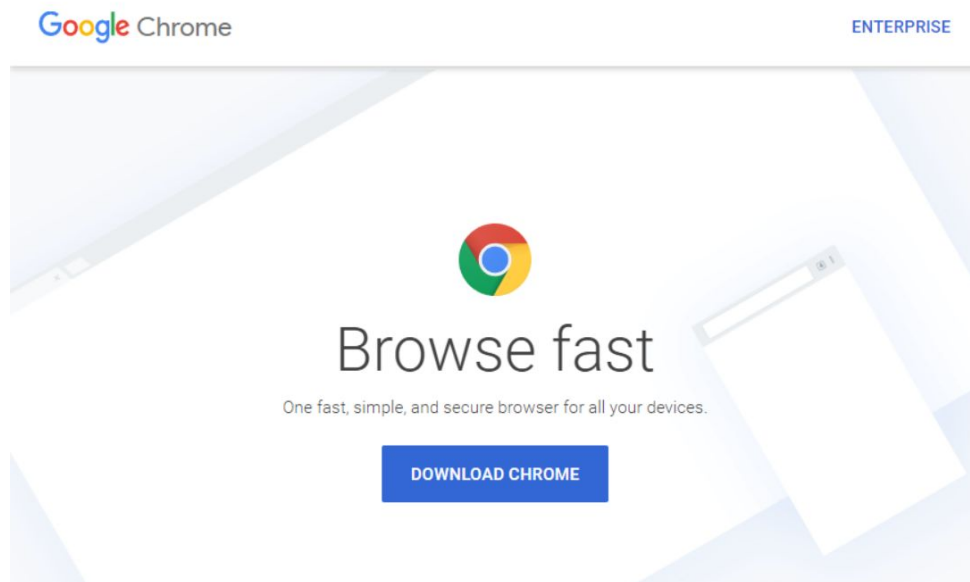 Google Chrome
ENTERPRISE
Browse fast
One fast, simple, and secure browser for all your devices.
DOWNLOAD CHROME